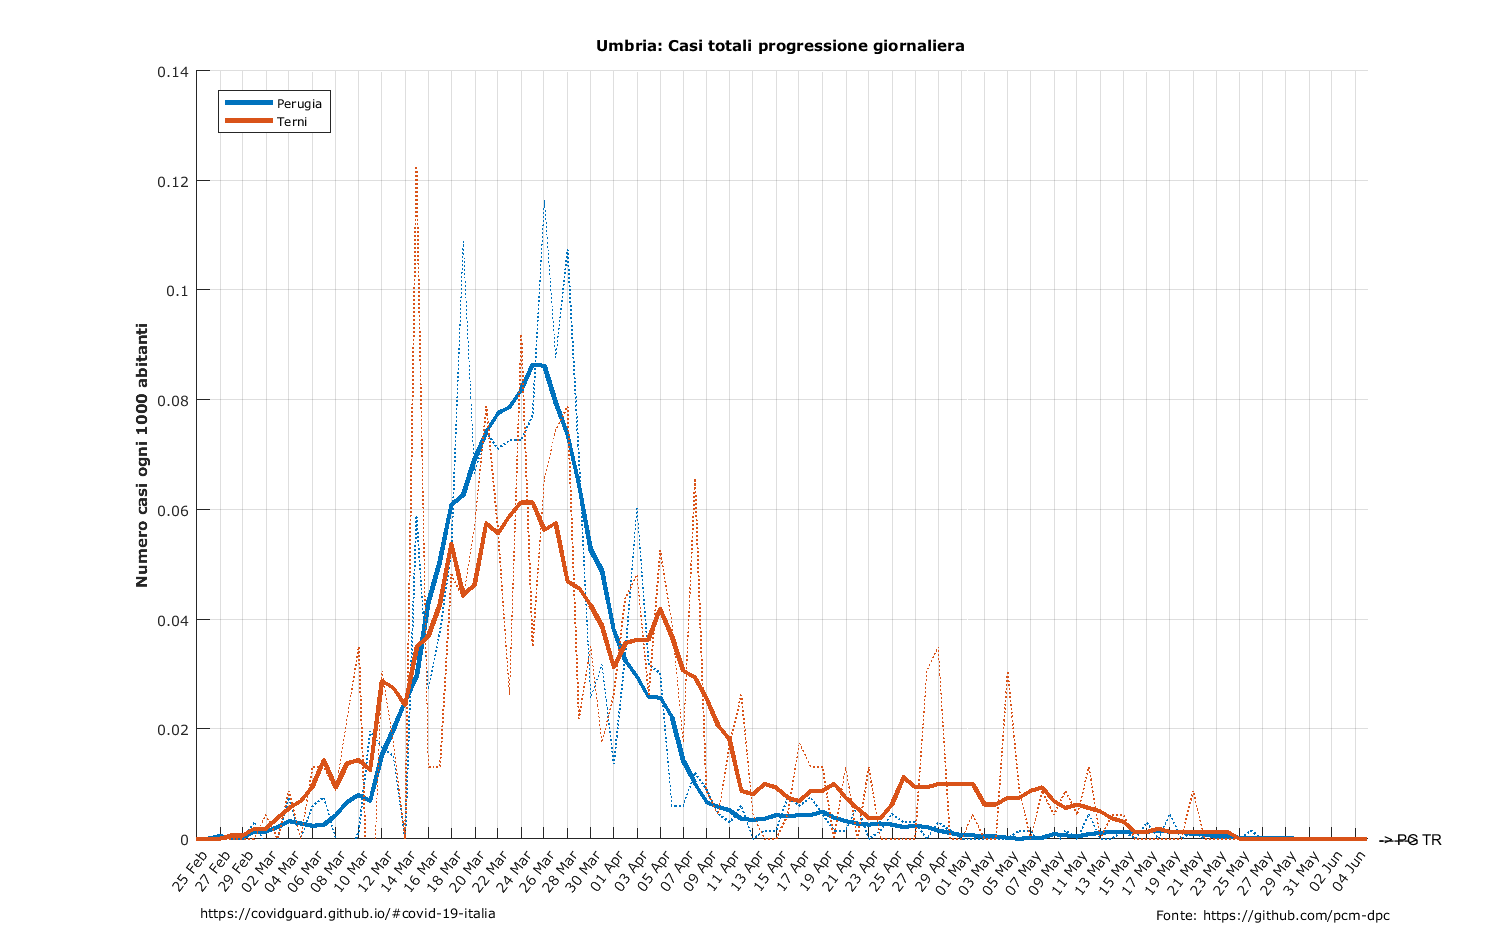 Umbria: Casi totali progressione giornaliera
Numero casi ogni 1000 abitanti
0.14
0.12
0.1
0.08
0.06
0.04
0.02
0
Perugia
Terni
25 Feb
27 Feb
29 Feb
02 Mar
04 Mar
06 Mar
08 Mar
10 Mar
12 Mar
14 Mar
16 Mar
18 Mar
20 Mar
22 Mar
24 Mar
26 Mar
28 Mar
30 Mar
01 Apr
03 Apr
05 Apr
07 Apr
09 Apr
11 Apr
13 Apr
15 Apr
17 Apr
19 Apr
21 Apr
23 Apr
25 Apr
27 Apr
29 Apr
01 May
03 May
05 May
07 May
09 May
11 May
13 May
15 May
17 May
19 May
21 May
23 May
25 May
27 May
29 May
31 May
02 Jun
04 Jun
TR
https://covidguard.github.io/#covid-19-italia
Fonte: https://github.com/pcm-dpc